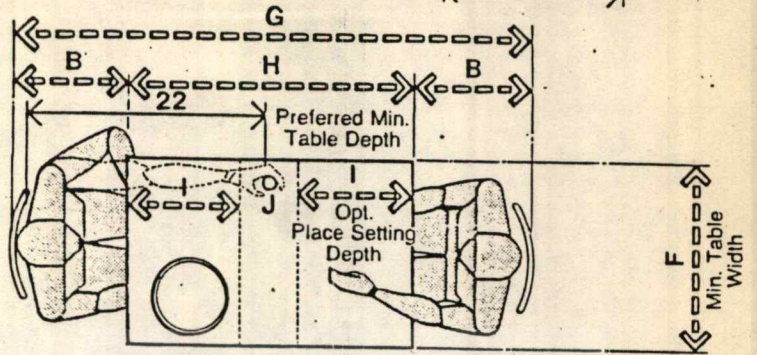 G
B H B
22
Preferred Min.
Table Depth
I I
J
Opt.
Place Setting
Depth
F
Min. Table
Width